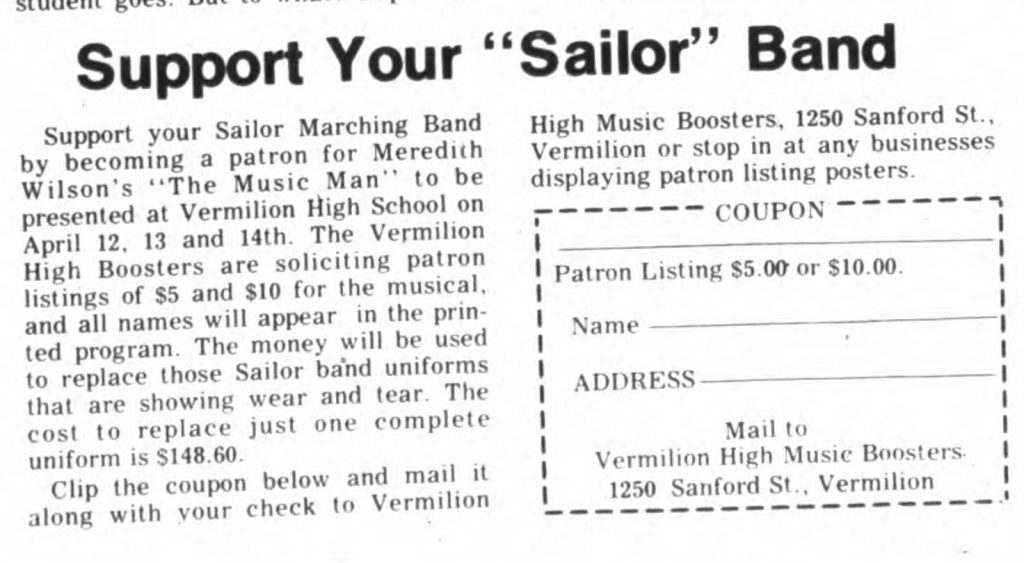 student goes. But to
Support Your "Sailor" Band
Support your Sailor Marching Band
by becoming a patron for Meredith
Wilson's "The Music Man" to be
presented at Vermilion High School on
April 12, 13 and 14th. The Vermilion
High Boosters are soliciting patron
listings of $5 and $10 for the musical,
and all names will appear in the prin-
ted program. The money will be used
to replace those Sailor band uniforms
that are showing wear and tear. The
cost to replace just one complete
uniform is $148.60.
Clip the coupon below and mail it
along with your check to Vermilion
High Music Boosters, 1250 Sanford St.,
Vermilion or stop in at any businesses
displaying patron listing posters.
COUPON
Patron Listing $5.00 or $10.00.
Name
ADDRESS
Mail to
Vermilion High Music Boosters
1250 Sanford St., Vermilion